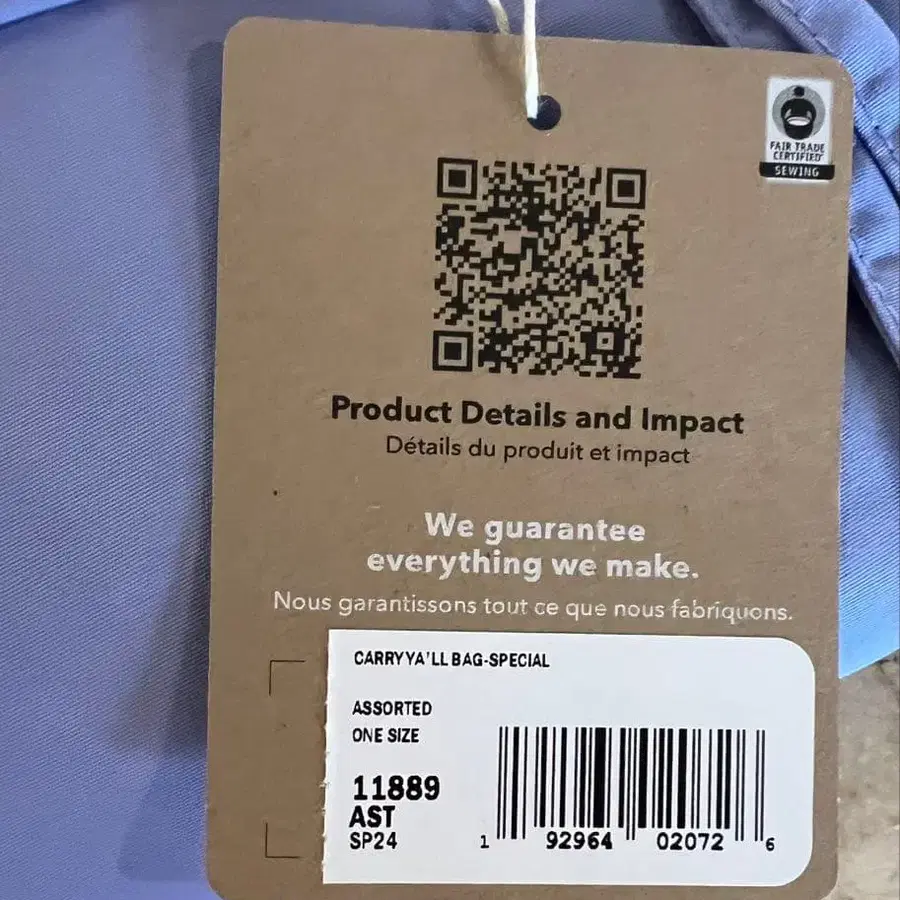 FAIR TRADE
CERTIFIED
SEWING
Product Details and Impact
Détails du produit et impact
We guarantee
everything we make.
Nous garantissons tout ce que nous fabriquons.
CARRY YA'LL BAG-SPECIAL
ASSORTED
ONE SIZE
11889
AST
SP24
1 92964 02072 6